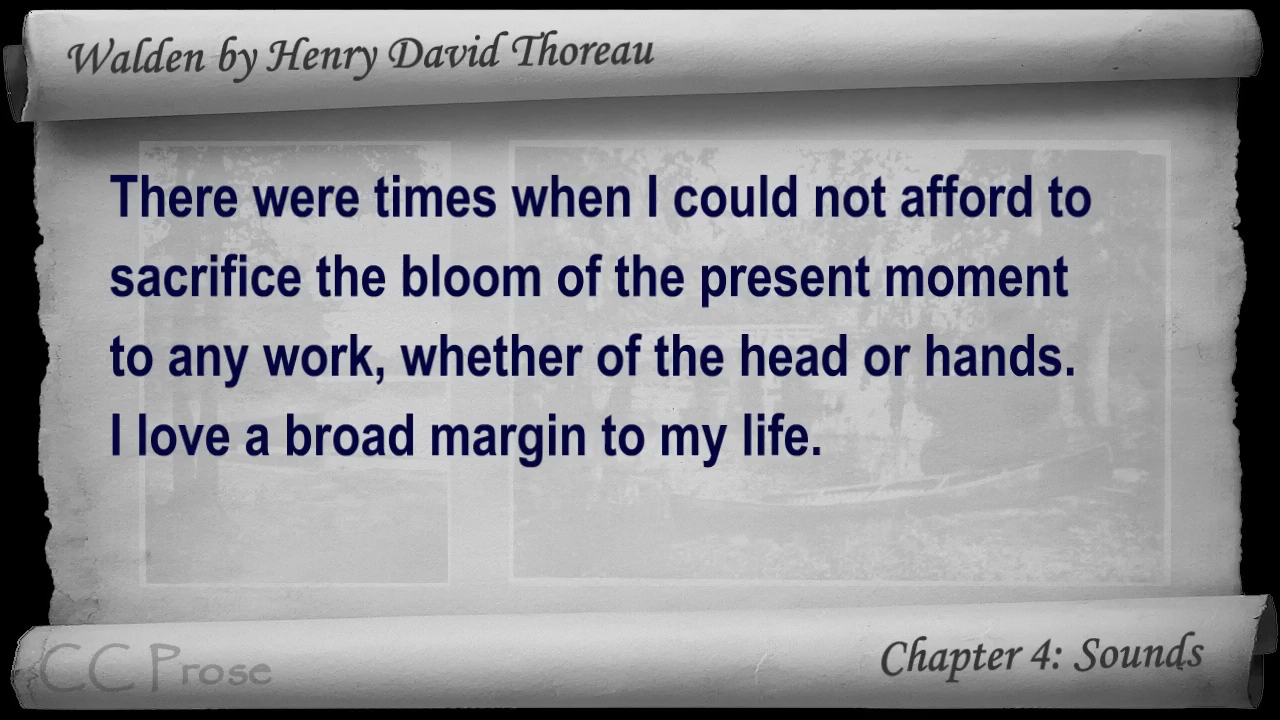 Walden by Henry David Thoreau
There were times when I could not afford to
sacrifice the bloom of the present moment
to any work, whether of the head or hands.
I love a broad margin to my life.
CC Prose
Chapter 4: Sounds